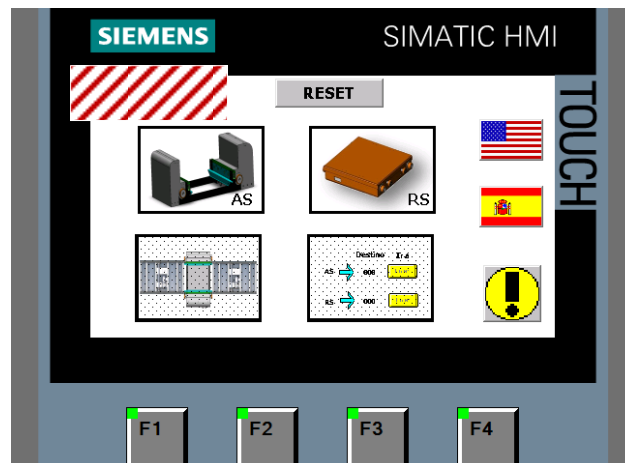 SIEMENS
SIMATIC HMI
TOUCH
RESET
AS
RS
Destino
AS 000
RS 000
F1
F2
F3
F4